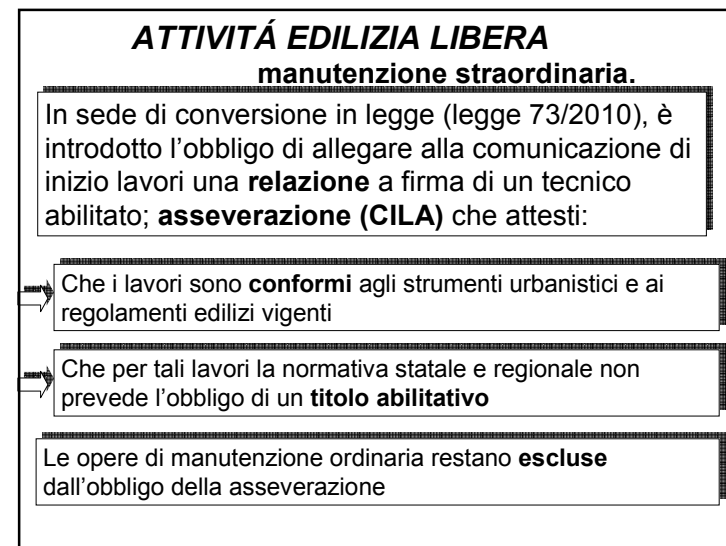 ATTIVITÁ EDILIZIA LIBERA
manutenzione straordinaria.
In sede di conversione in legge (legge 73/2010), è
introdotto l’obbligo di allegare alla comunicazione di
inizio lavori una relazione a firma di un tecnico
abilitato; asseverazione (CILA) che attesti:
Che i lavori sono conformi agli strumenti urbanistici e ai
regolamenti edilizi vigenti
Che per tali lavori la normativa statale e regionale non
prevede l’obbligo di un titolo abilitativo
Le opere di manutenzione ordinaria restano escluse
dall’obbligo della asseverazione